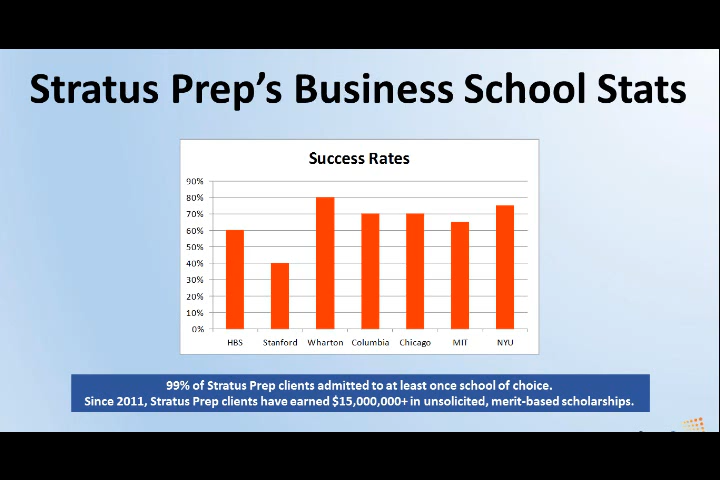 Stratus Prep's Business School Stats
Success Rates
90%
80%
70%
60%
50%
40%
30%
20%
10%
0%
HBS Stanford Wharton Columbia Chicago MIT NYU
99% of Stratus Prep clients admitted to at least once school of choice.
Since 2011, Stratus Prep clients have earned $15,000,000+ in unsolicited, merit-based scholarships.